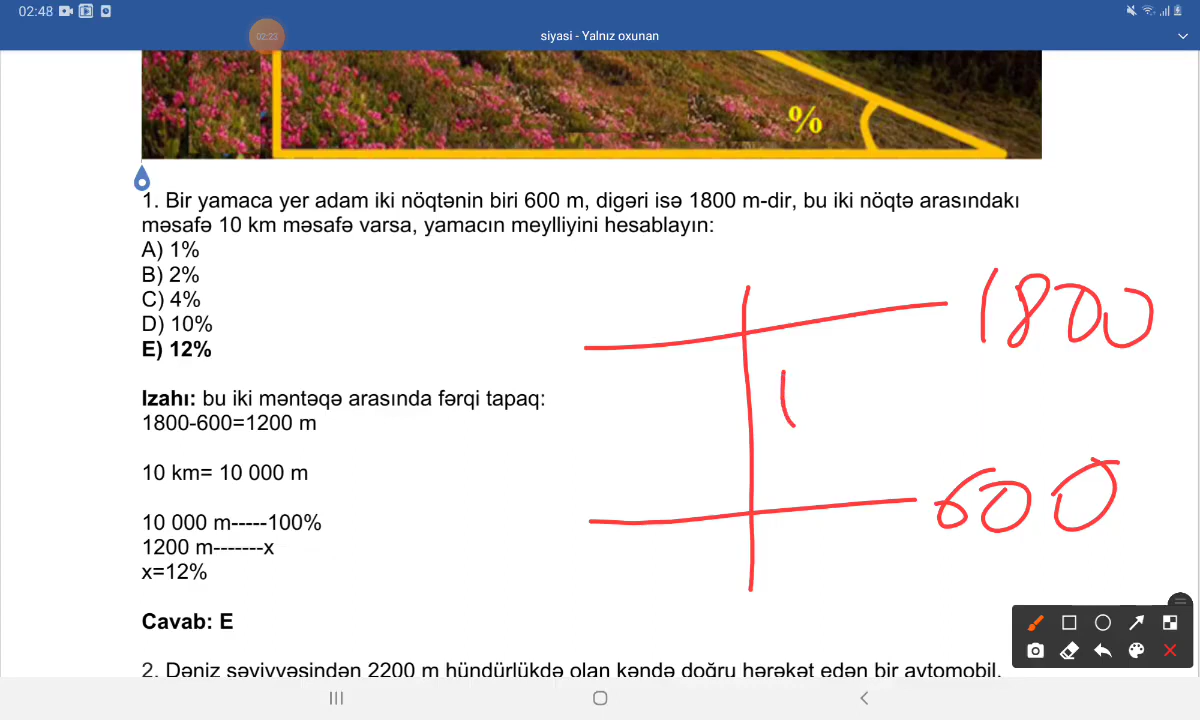 02:48
02:23
siyasi - Yalnız oxunan
%
1. Bir yamaca yer adam iki nöqtənin biri 600 m, digəri isə 1800 m-dir, bu iki nöqtə arasındakı
məsafə 10 km məsafə varsa, yamacın meylliyini hesablayın:
A) 1%
B) 2%
C) 4%
D) 10%
E) 12%
1800
Izahı: bu iki məntəqə arasında fərqi tapaq:
1800-600=1200 m
10 km= 10 000 m
600
10 000 m-----100%
1200 m-------x
x=12%
Cavab: E
2. Dəniz səviyyəsindən 2200 m hündürlükdə olan kəndə doğru hərəkət edən bir avtomobil,